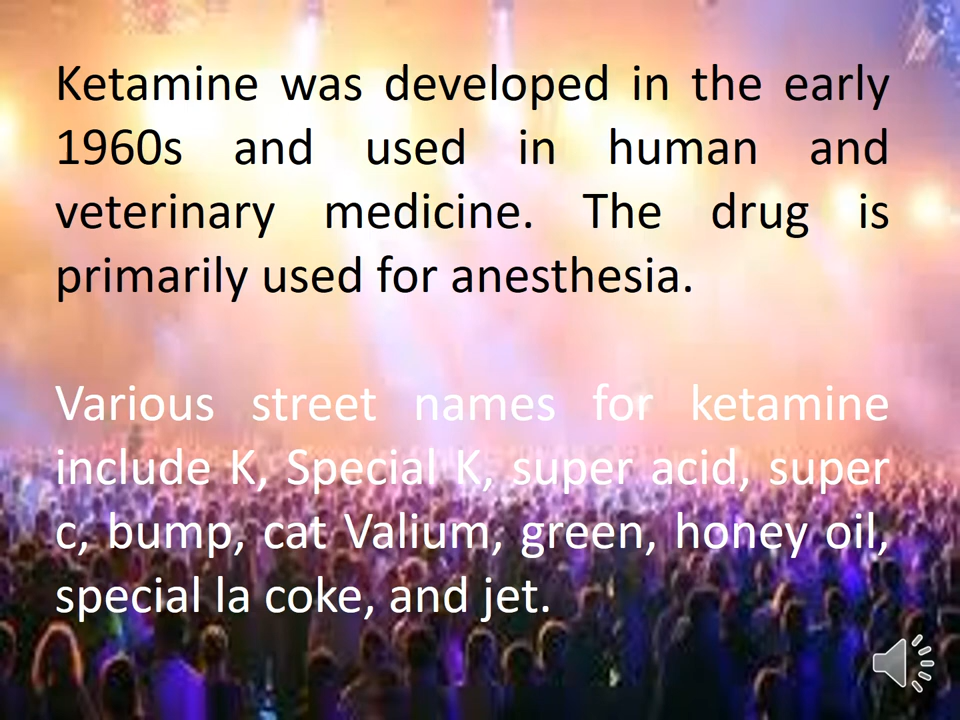 Ketamine was developed in the early
1960s and used in human and
veterinary medicine. The drug is
primarily used for anesthesia.
Various street names for ketamine
include K, Special K, super acid, super
c, bump, cat Valium, green, honey oil,
special la coke, and jet.